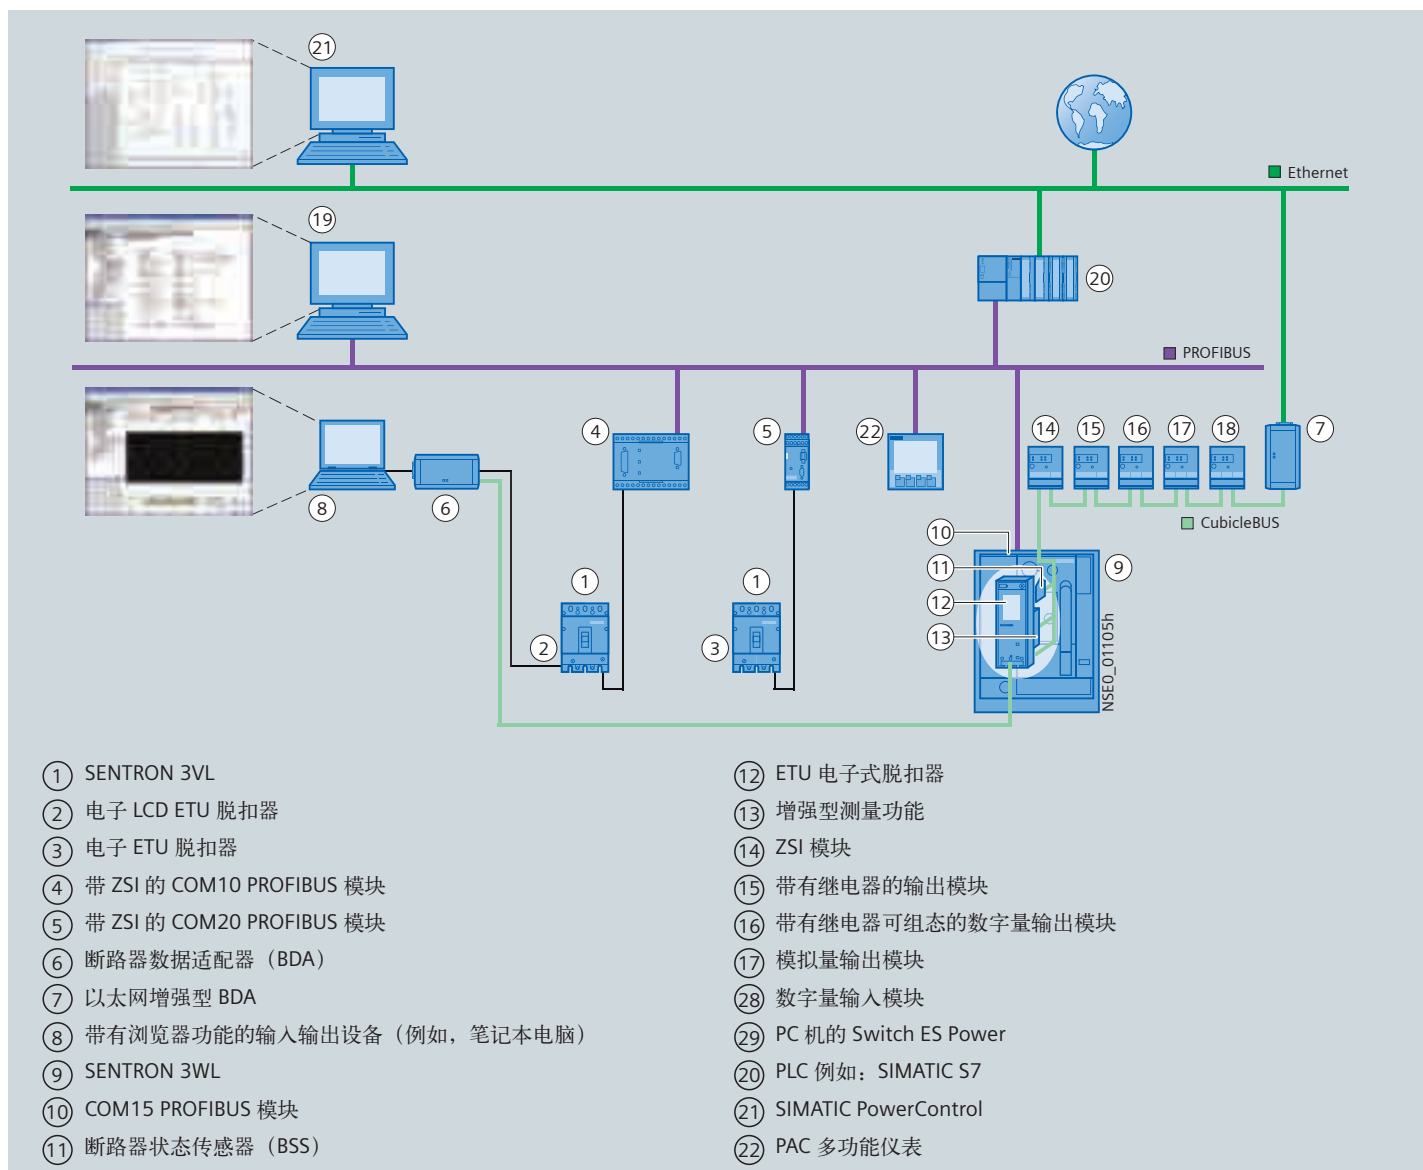 21
Ethernet
19
20
PROFIBUS
4
5
22
14
15
16
17
18
7
8
6
CubicleBUS
10
11
9
1
1
12
2
3
13
NSE0_01105h
1 SENTRON 3VL
2 电子 LCD ETU 脱扣器
3 电子 ETU 脱扣器
4 带 ZSI 的 COM10 PROFIBUS 模块
5 带 ZSI 的 COM20 PROFIBUS 模块
6 断路器数据适配器（BDA）
7 以太网增强型 BDA
8 带有浏览器功能的输入输出设备（例如，笔记本电脑）
9 SENTRON 3WL
10 COM15 PROFIBUS 模块
11 断路器状态传感器（BSS）
12 ETU 电子式脱扣器
13 增强型测量功能
14 ZSI 模块
15 带有继电器的输出模块
16 带有继电器可组态的数字量输出模块
17 模拟量输出模块
28 数字量输入模块
29 PC 机的 Switch ES Power
20 PLC 例如：SIMATIC S7
21 SIMATIC PowerControl
22 PAC 多功能仪表